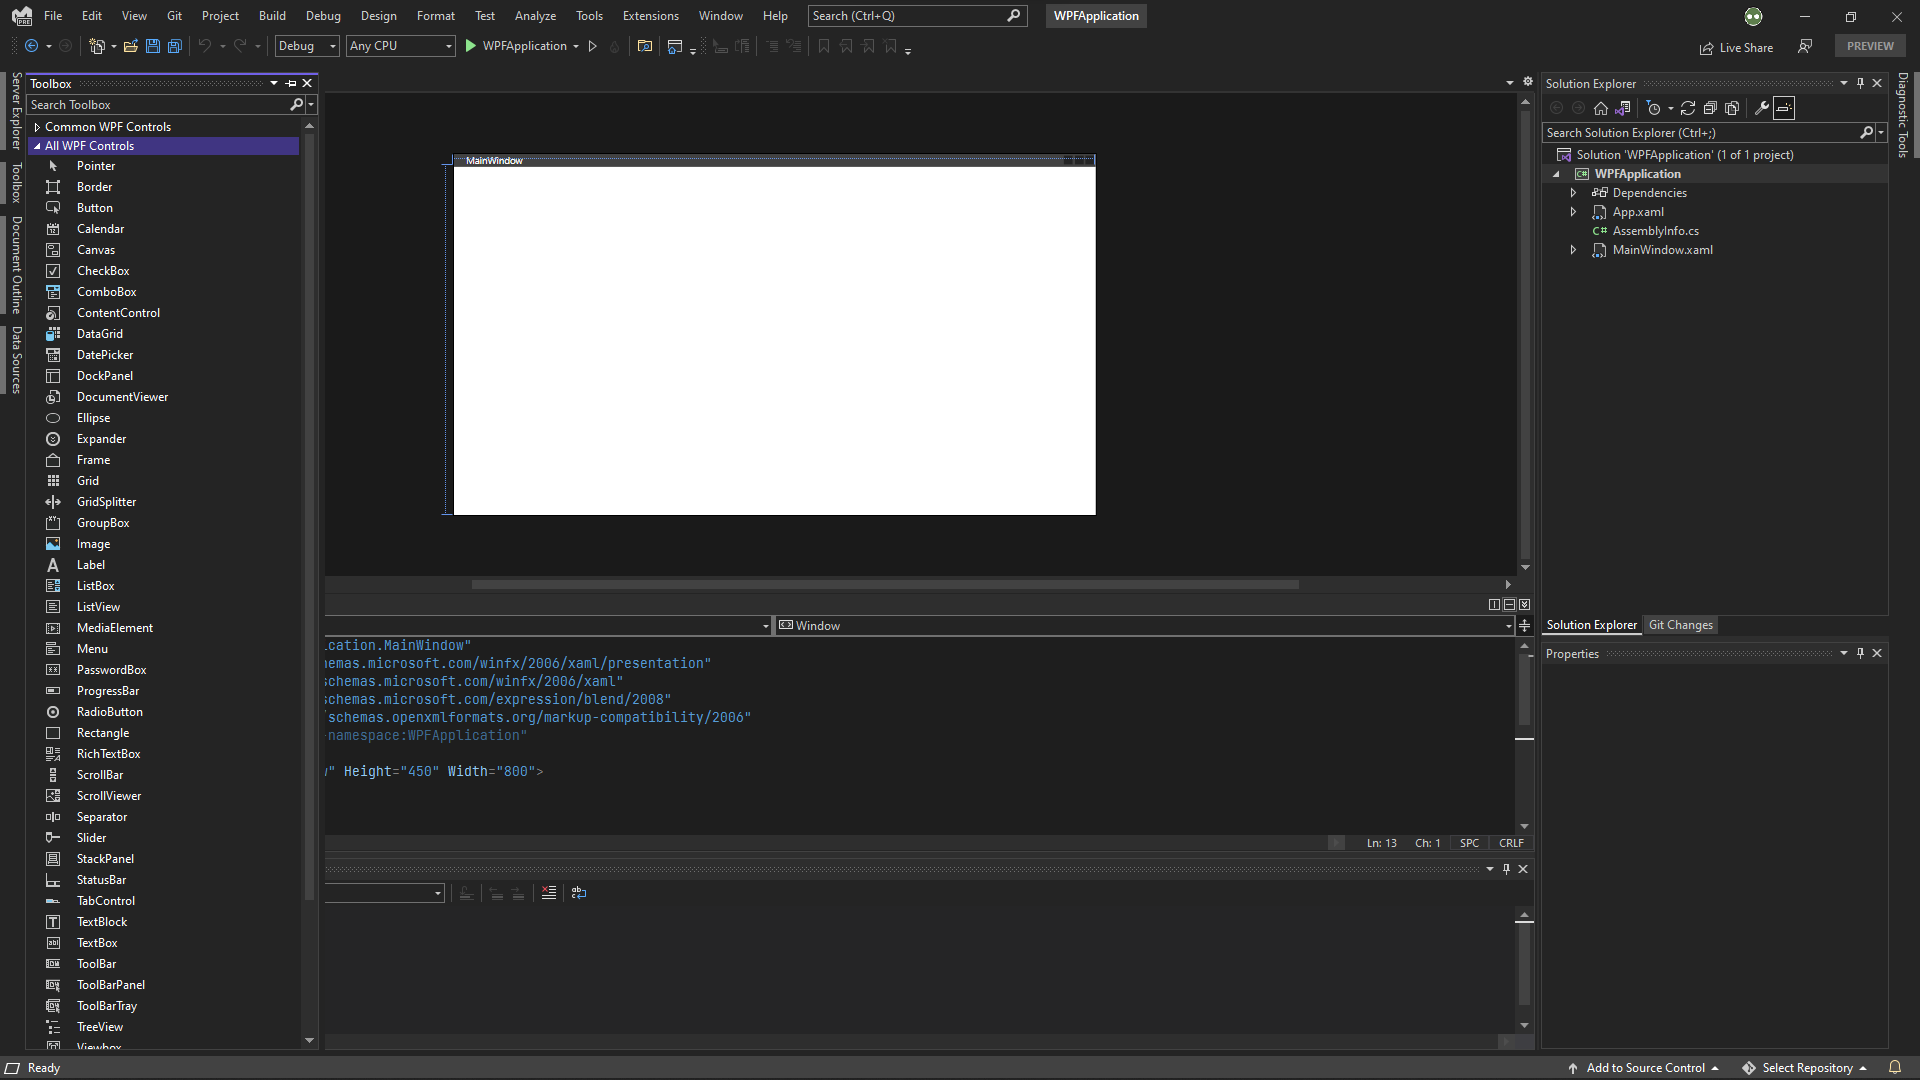 File Edit View Git Project Build Debug Design Format Test Analyze Tools Extensions Window Help Search (Ctrl+Q) WPFApplication
PRE
Debug Any CPU WPFApplication Live Share PREVIEW
Server Explorer
Toolbox
Document Outline
Data Sources
Toolbox
Search Toolbox
Common WPF Controls
All WPF Controls
Pointer
Border
Button
Calendar
Canvas
CheckBox
ComboBox
ContentControl
DataGrid
DatePicker
DockPanel
DocumentViewer
Ellipse
Expander
Frame
Grid
GridSplitter
GroupBox
Image
Label
ListBox
ListView
MediaElement
Menu
PasswordBox
ProgressBar
RadioButton
Rectangle
RichTextBox
ScrollBar
ScrollViewer
Separator
Slider
StackPanel
StatusBar
TabControl
TextBlock
TextBox
ToolBar
ToolBarPanel
ToolBarTray
TreeView
Viewbox
MainWindow
Window
ication.MainWindow"
hemas.microsoft.com/winfx/2006/xaml/presentation"
schemas.microsoft.com/winfx/2006/xaml"
schemas.microsoft.com/expression/blend/2008"
/schemas.openxmlformats.org/markup-compatibility/2006"
-namespace:WPFApplication"
w" Height="450" Width="800">
Ln: 13 Ch: 1 SPC CRLF
Solution Explorer
Search Solution Explorer (Ctrl+;)
Solution 'WPFApplication' (1 of 1 project)
WPFApplication
Dependencies
App.xaml
AssemblyInfo.cs
MainWindow.xaml
Solution Explorer Git Changes
Properties
Diagnostic Tools
Ready Add to Source Control Select Repository